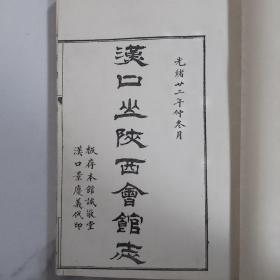 光緒廿二年仲冬月
漢口山陝西會館志
板存本館誠敬堂
漢口景慶義代印